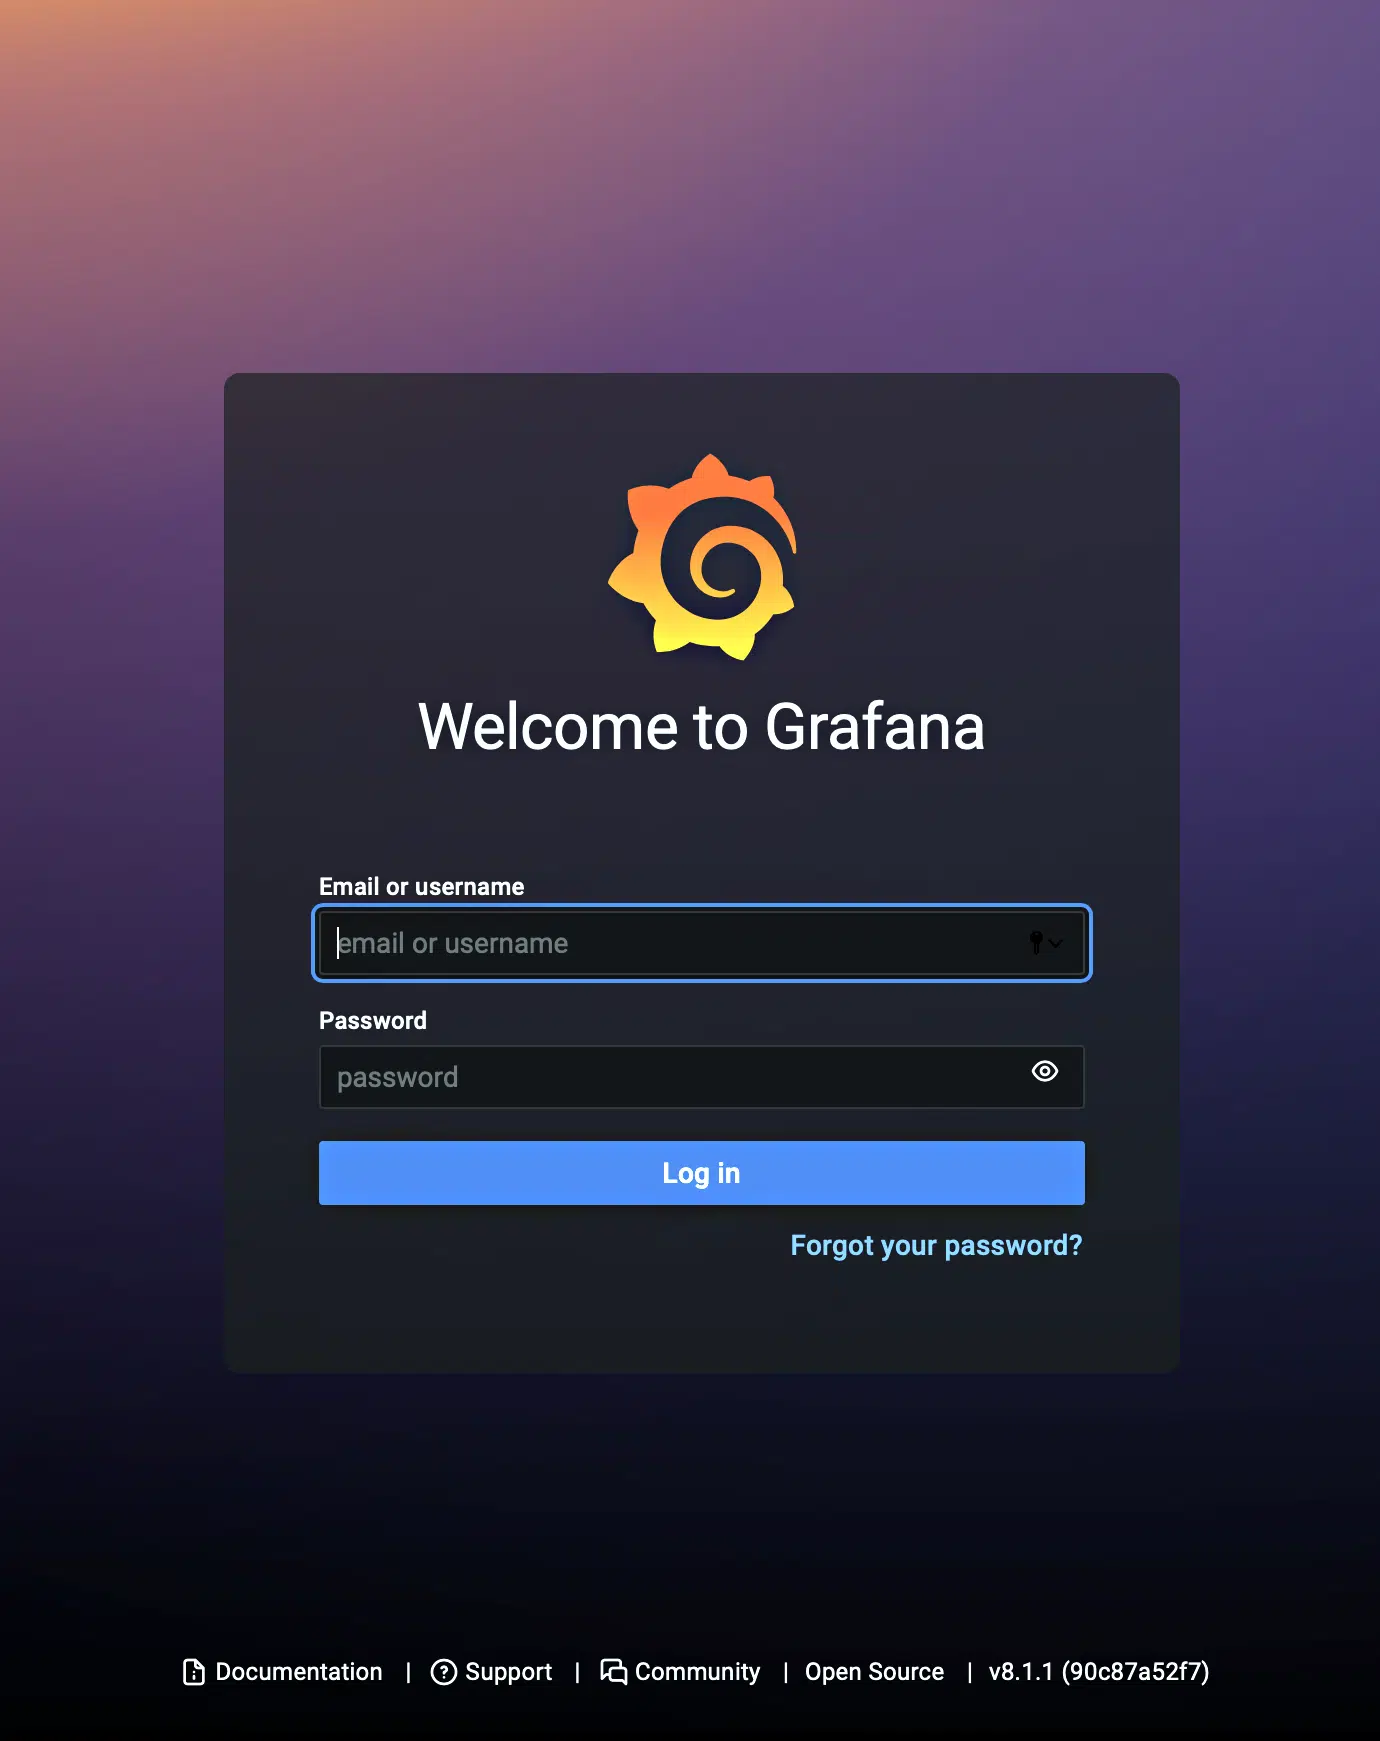 Welcome to Grafana
Email or username
email or username
Password
password
Log in
Forgot your password?
Documentation | Support | Community | Open Source | v8.1.1 (90c87a52f7)